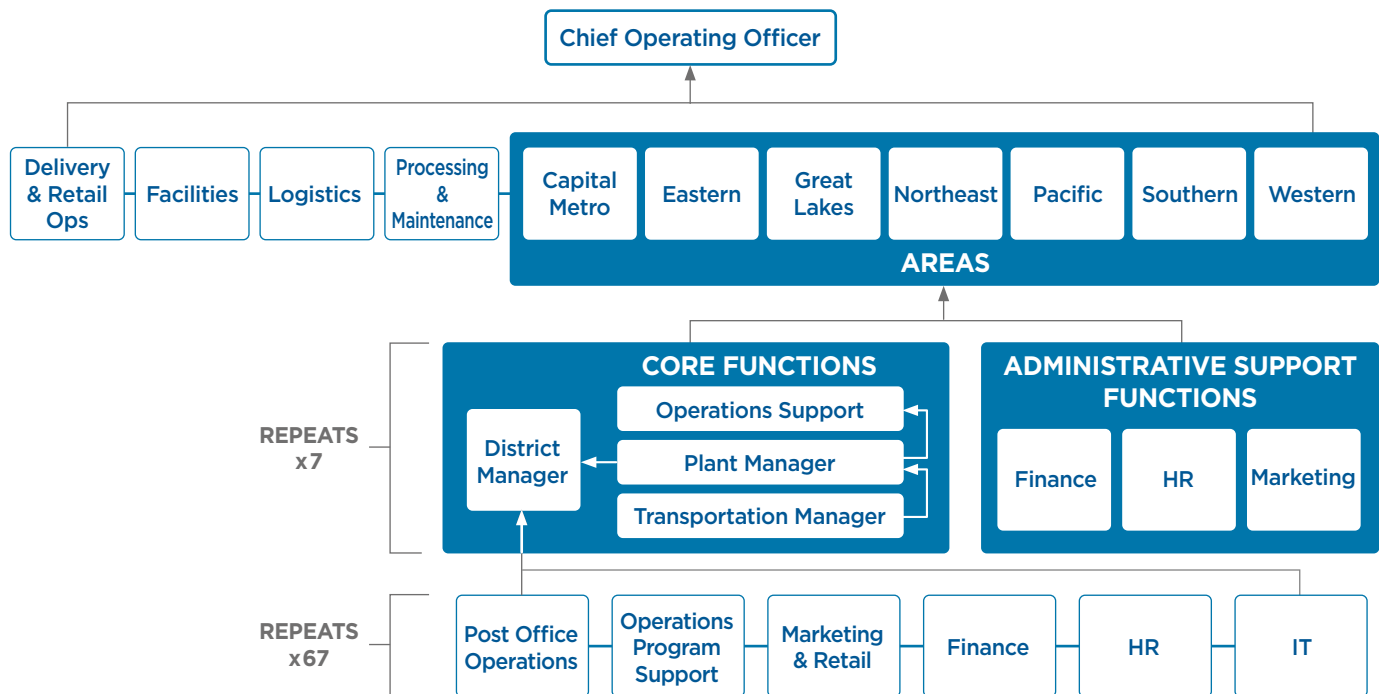 Chief Operating Officer
Delivery
& Retail
Ops
Facilities
Logistics
Processing
&
Maintenance
Capital
Metro
Eastern
Great
Lakes
Northeast
Pacific
Southern
Western
AREAS
REPEATS
x7
CORE FUNCTIONS
District
Manager
Operations Support
Plant Manager
Transportation Manager
ADMINISTRATIVE SUPPORT
FUNCTIONS
Finance
HR
Marketing
REPEATS
x67
Post Office
Operations
Operations
Program
Support
Marketing
& Retail
Finance
HR
IT